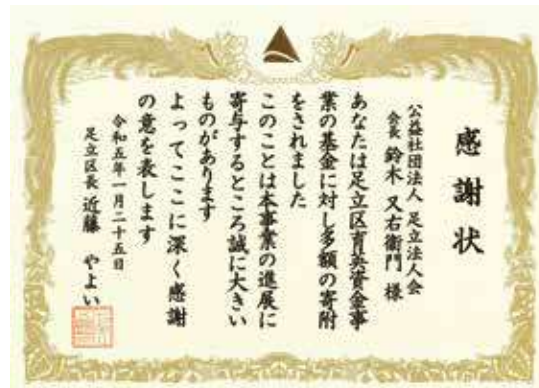 感謝状
公益社団法人 足立法人会
会長 鈴木 又右衛門 様
あなたは足立区育英資金事
業の基金に対し多額の寄附
をされました
このことは本事業の進展に
寄与するところ誠に大きい
ものがあります
よってここに深く感謝
の意を表します
令和五年一月二十五日
足立区長 近藤 やよい